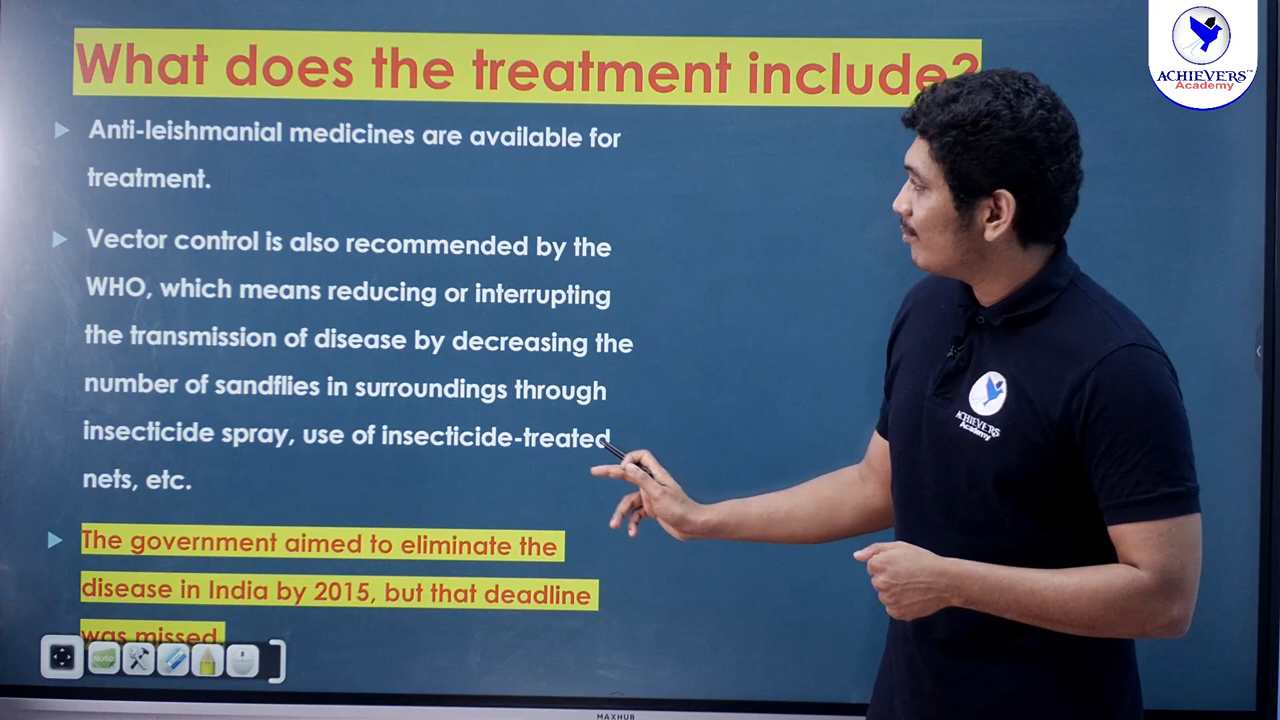 What does the treatment include?
ACHIEVERS™
Academy
Anti-leishmanial medicines are available for
treatment.
Vector control is also recommended by the
WHO, which means reducing or interrupting
the transmission of disease by decreasing the
number of sandflies in surroundings through
insecticide spray, use of insecticide-treated
nets, etc.
ACHIEVERS
Academy
The government aimed to eliminate the
disease in India by 2015, but that deadline
was missed
Note
MAXHUB